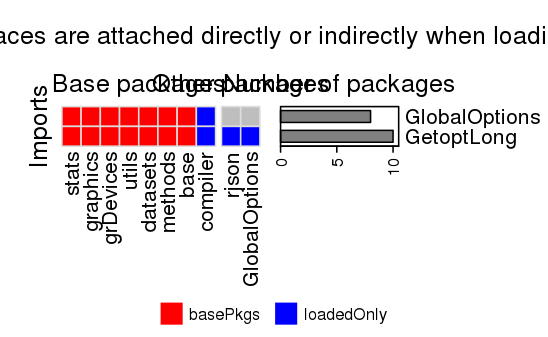 aces are attached directly or indirectly when loadi
Base packages
Other packages
Number of packages
Imports
GlobalOptions
GetoptLong
0
5
10
stats
graphics
grDevices
utils
datasets
methods
base
compiler
rjson
GlobalOptions
basePkgs
loadedOnly